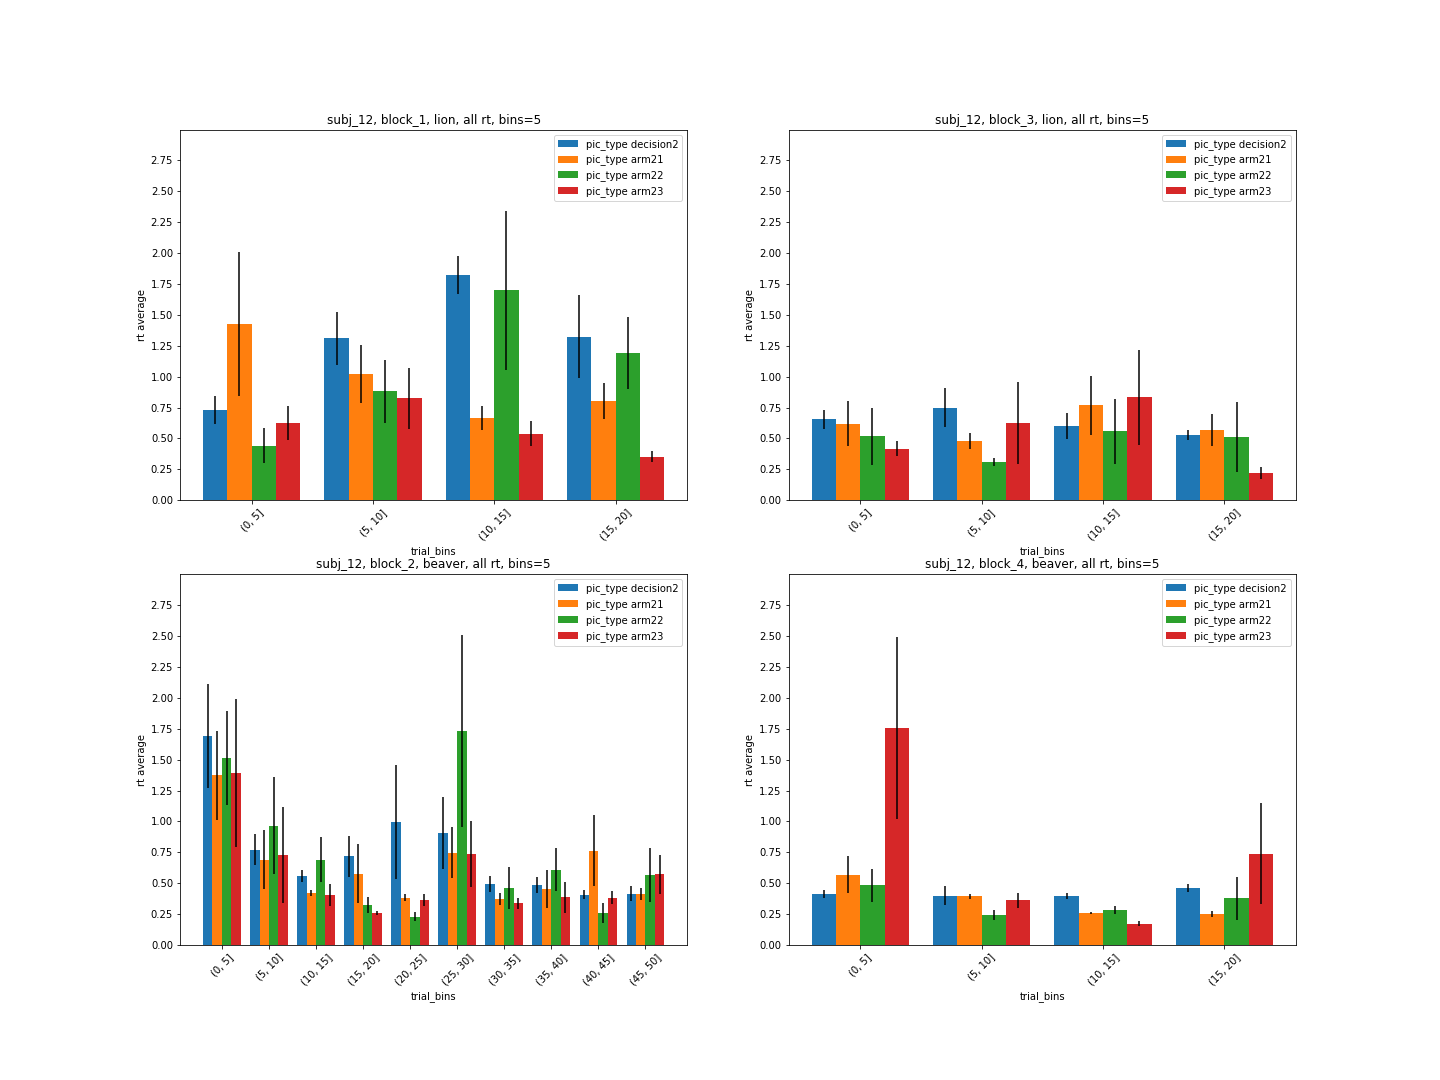 subj_12, block_1, lion, all rt, bins=5
pic_type decision2
pic_type arm21
pic_type arm22
pic_type arm23
2.75
2.50
2.25
2.00
1.75
1.50
1.25
1.00
0.75
0.50
0.25
0.00
rt average
(0, 5]
(5, 10]
(10, 15]
(15, 20]
trial_bins
subj_12, block_3, lion, all rt, bins=5
pic_type decision2
pic_type arm21
pic_type arm22
pic_type arm23
2.75
2.50
2.25
2.00
1.75
1.50
1.25
1.00
0.75
0.50
0.25
0.00
rt average
(0, 5]
(5, 10]
(10, 15]
(15, 20]
trial_bins
subj_12, block_2, beaver, all rt, bins=5
pic_type decision2
pic_type arm21
pic_type arm22
pic_type arm23
2.75
2.50
2.25
2.00
1.75
1.50
1.25
1.00
0.75
0.50
0.25
0.00
rt average
(0, 5]
(5, 10]
(10, 15]
(15, 20]
(20, 25]
(25, 30]
(30, 35]
(35, 40]
(40, 45]
(45, 50]
trial_bins
subj_12, block_4, beaver, all rt, bins=5
pic_type decision2
pic_type arm21
pic_type arm22
pic_type arm23
2.75
2.50
2.25
2.00
1.75
1.50
1.25
1.00
0.75
0.50
0.25
0.00
rt average
(0, 5]
(5, 10]
(10, 15]
(15, 20]
trial_bins